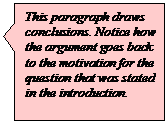 This paragraph draws
conclusions. Notice how
the argument goes back
to the motivation for the
question that was stated
in the introduction.